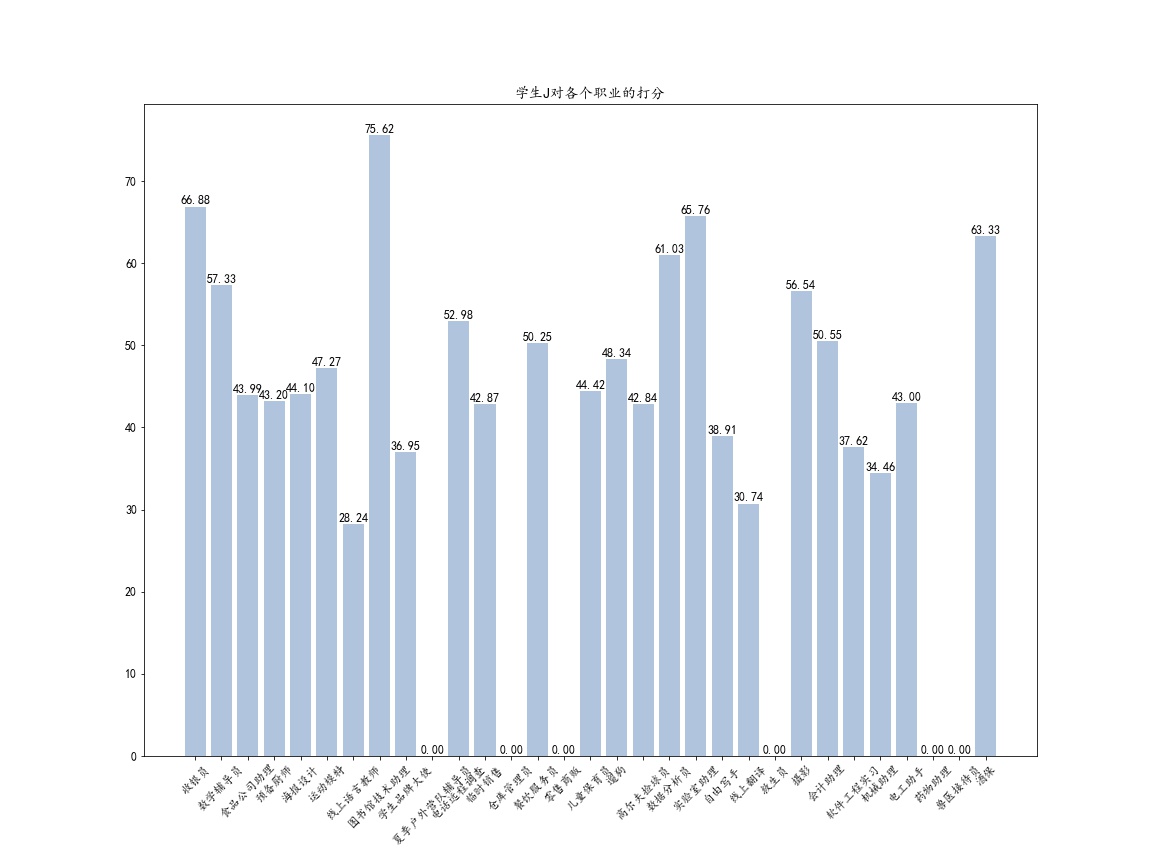 学生J对各个职业的打分
70
60
50
40
30
20
10
0
66.88
57.33
43.99
43.20
44.10
47.27
28.24
75.62
36.95
0.00
52.98
42.87
0.00
50.25
0.00
44.42
48.34
42.84
61.03
65.76
38.91
30.74
0.00
56.54
50.55
37.62
34.46
43.00
0.00
0.00
63.33
收银员
数学辅导员
食品公司助理
预备厨师
海报设计
运动模特
线上语言教师
图书馆技术助理
学生品牌大使
夏季户外营队辅导员
电话远程调查
临时销售
仓库管理员
餐饮服务员
零售商贩
儿童保育员
遛狗
高尔夫捡球员
数据分析员
实验室助理
自由写手
线上翻译
救生员
摄影
会计助理
软件工程实习
机械助理
电工助手
药物助理
兽医接待员
酒保